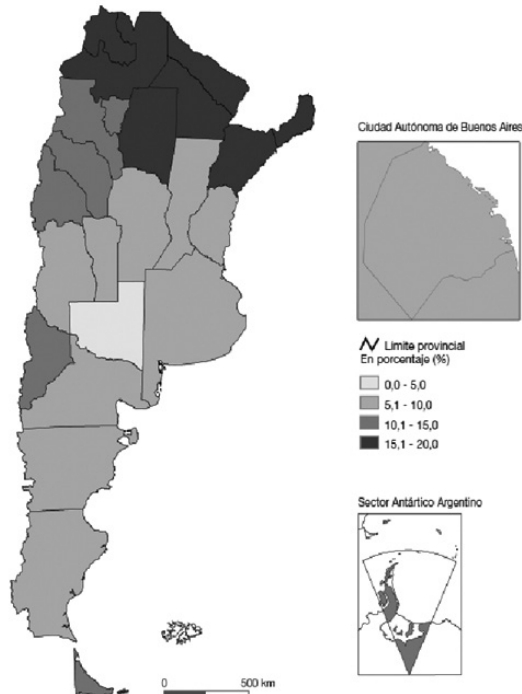 Ciudad Autónoma de Buenos Aires
Límite provincial
En porcentaje (%)
0,0 - 5,0
5,1 - 10,0
10,1 - 15,0
15,1 - 20,0
Sector Antártico Argentino
0 500 km